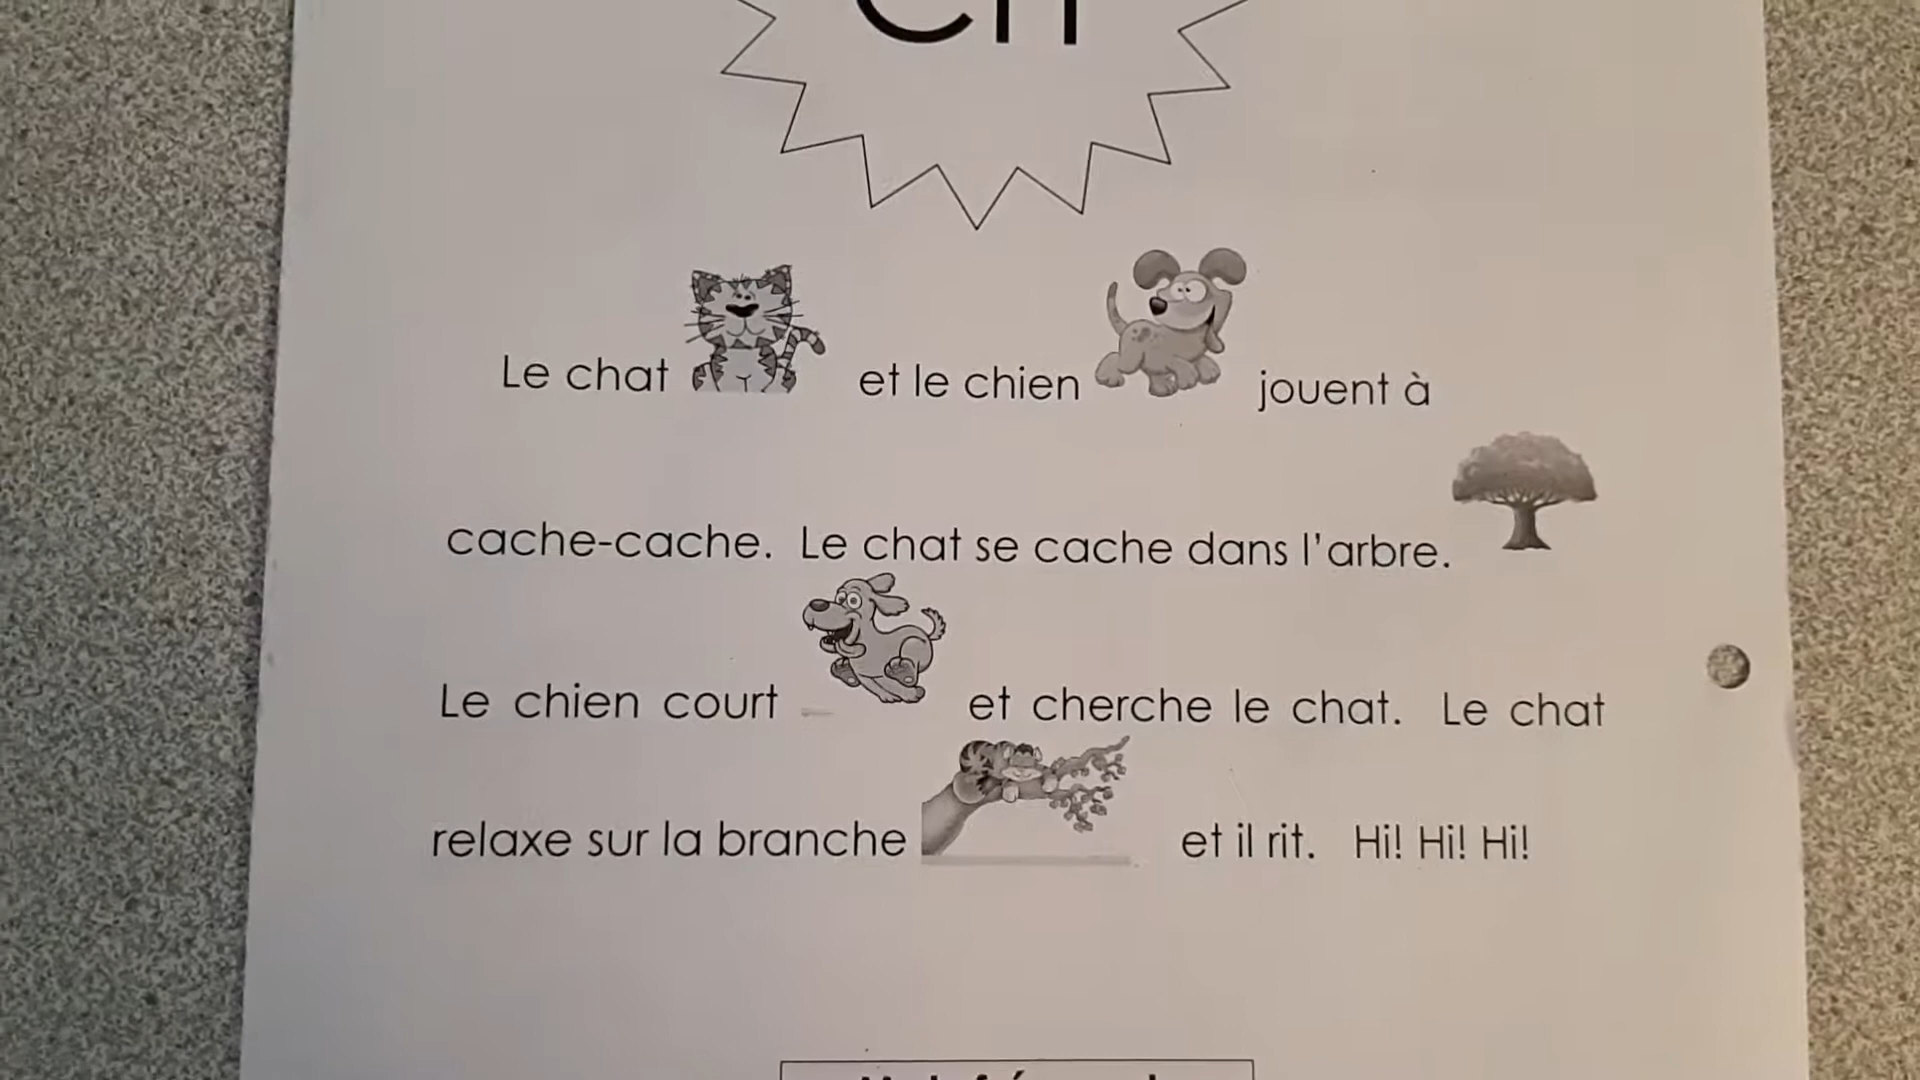 Le chat et le chien jouent à
cache-cache. Le chat se cache dans l'arbre.
Le chien court et cherche le chat. Le chat
relaxe sur la branche et il rit. Hi! Hi! Hi!